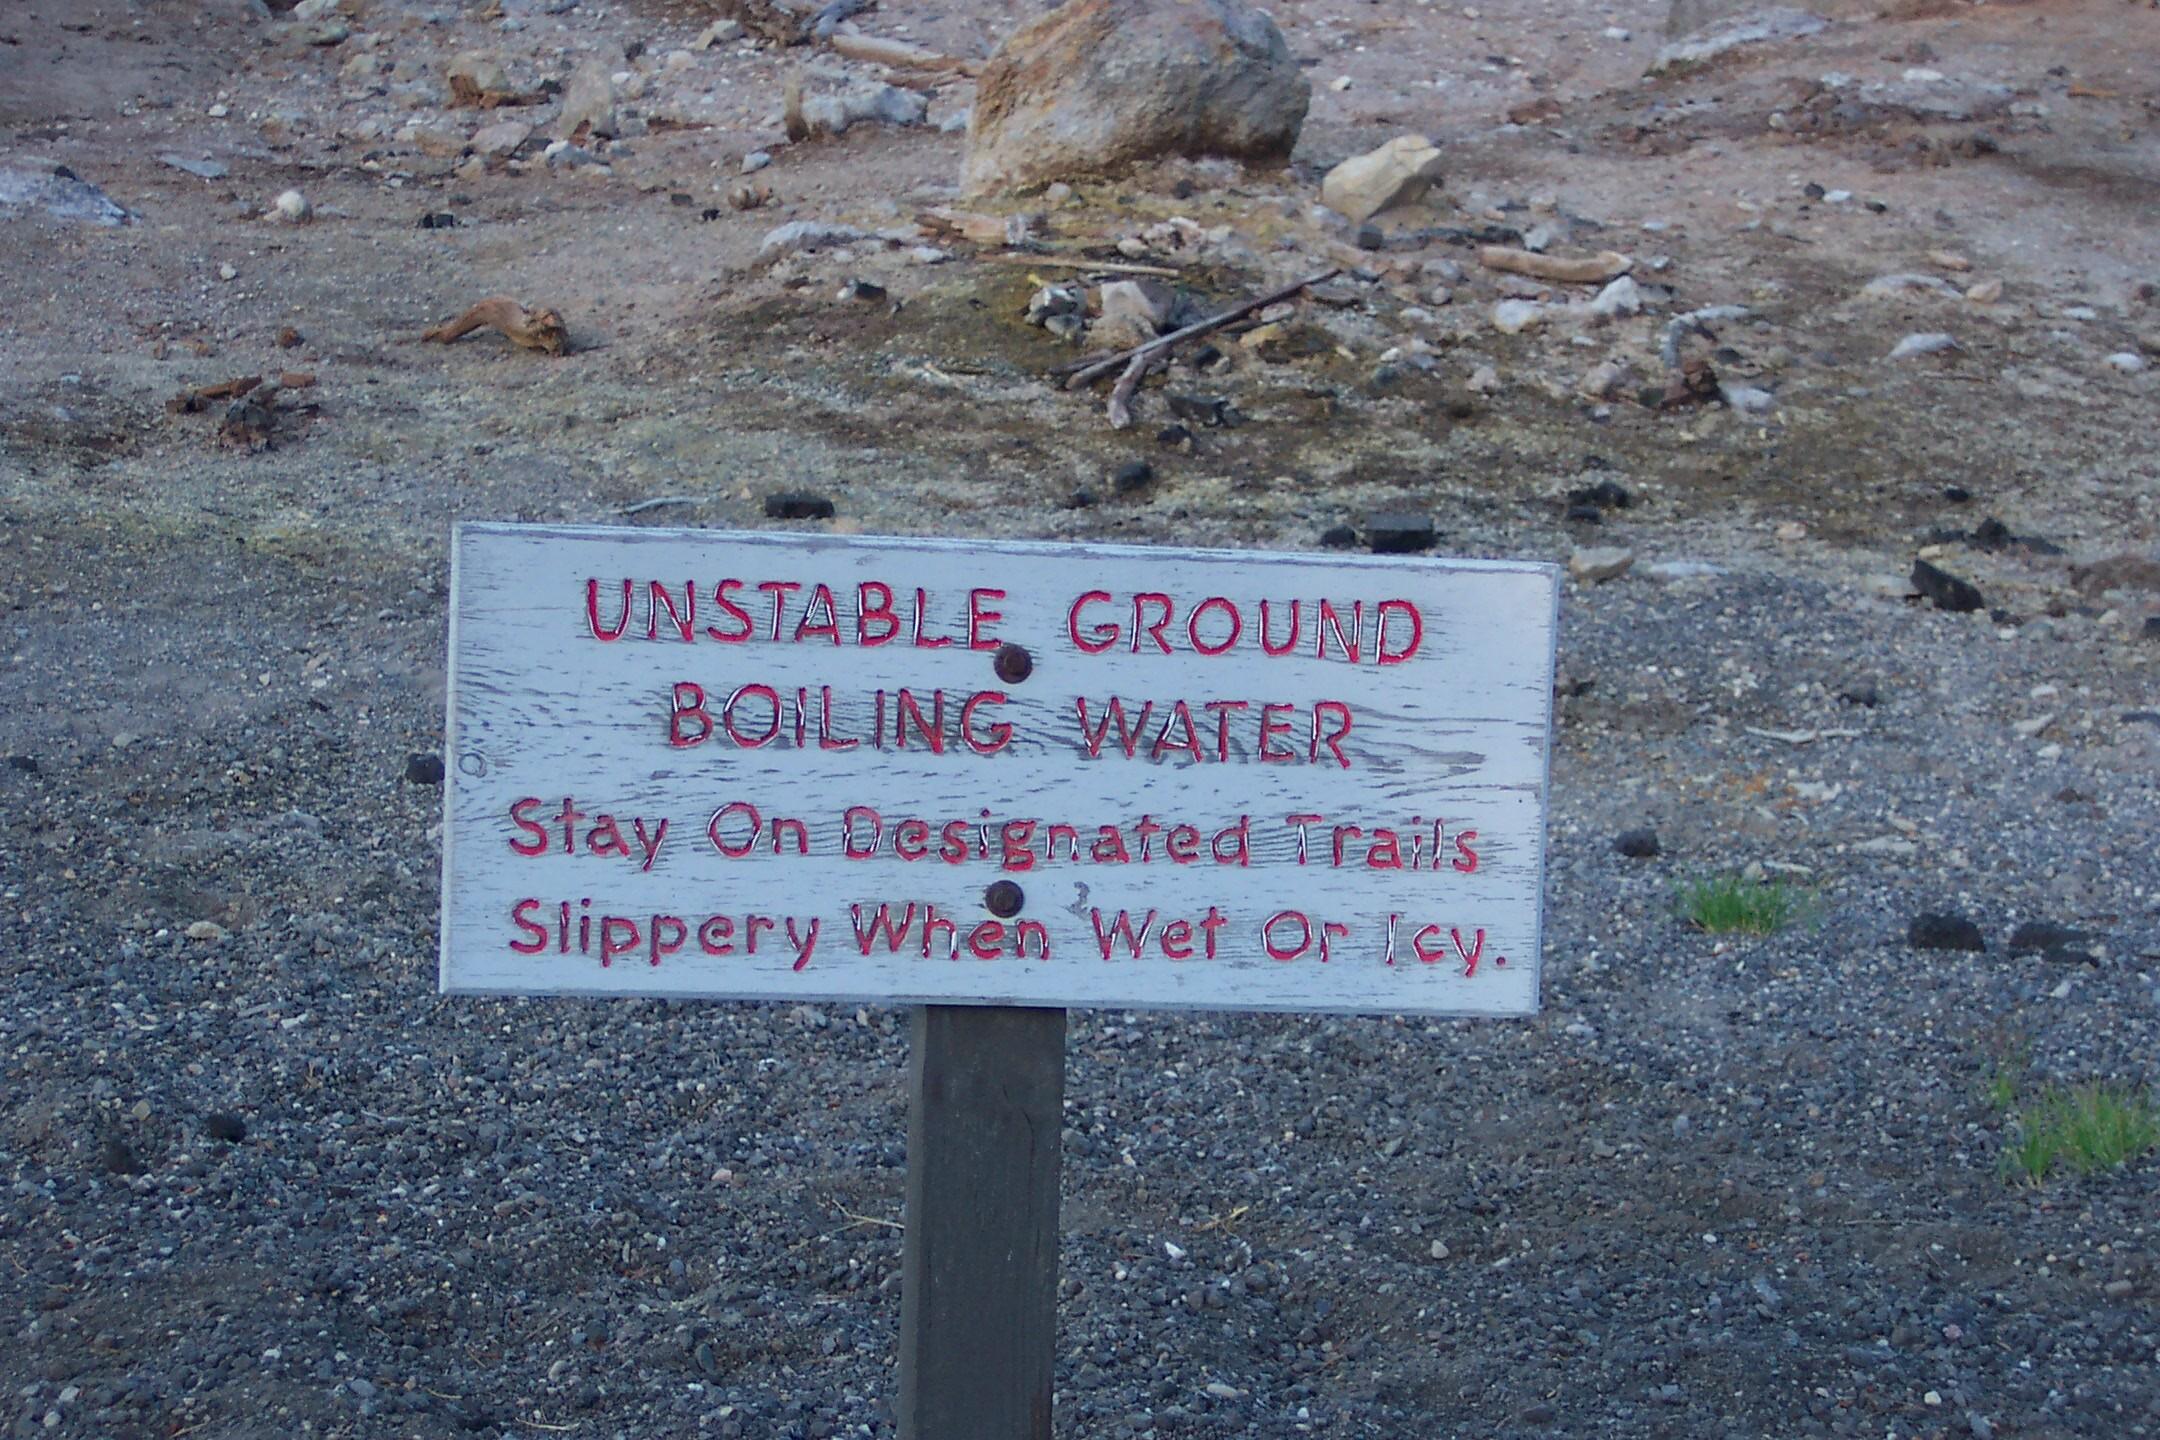 UNSTABLE GROUND
BOILING WATER
Stay On Designated Trails
Slippery When Wet Or Icy.